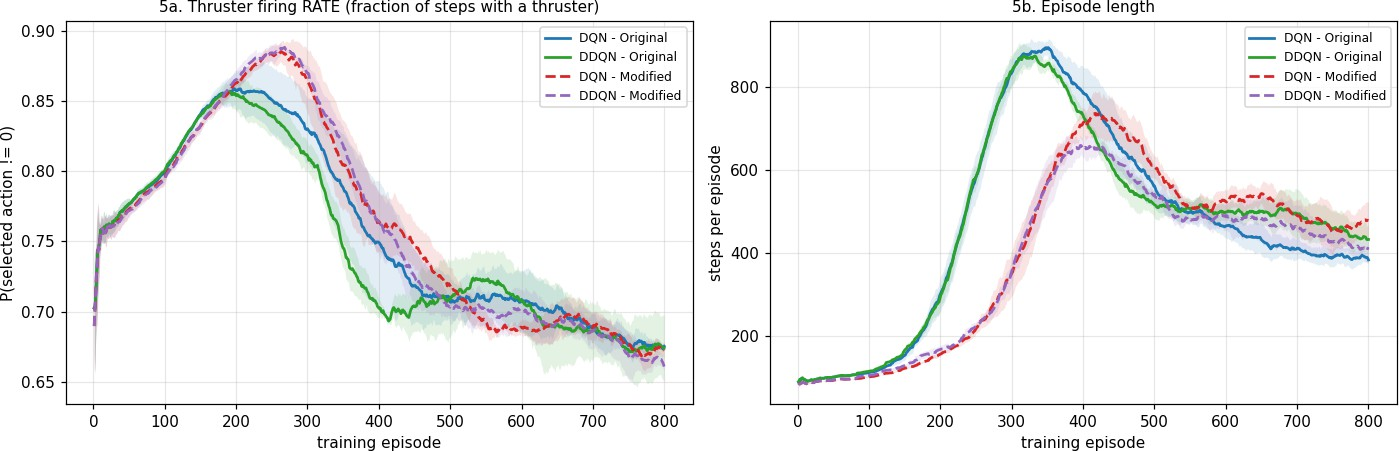 5a. Thruster firing RATE (fraction of steps with a thruster)
P(selected action != 0)
0.90
0.85
0.80
0.75
0.70
0.65
DQN - Original
DDQN - Original
DQN - Modified
DDQN - Modified
0 100 200 300 400 500 600 700 800
training episode
5b. Episode length
steps per episode
800
600
400
200
DQN - Original
DDQN - Original
DQN - Modified
DDQN - Modified
0 100 200 300 400 500 600 700 800
training episode